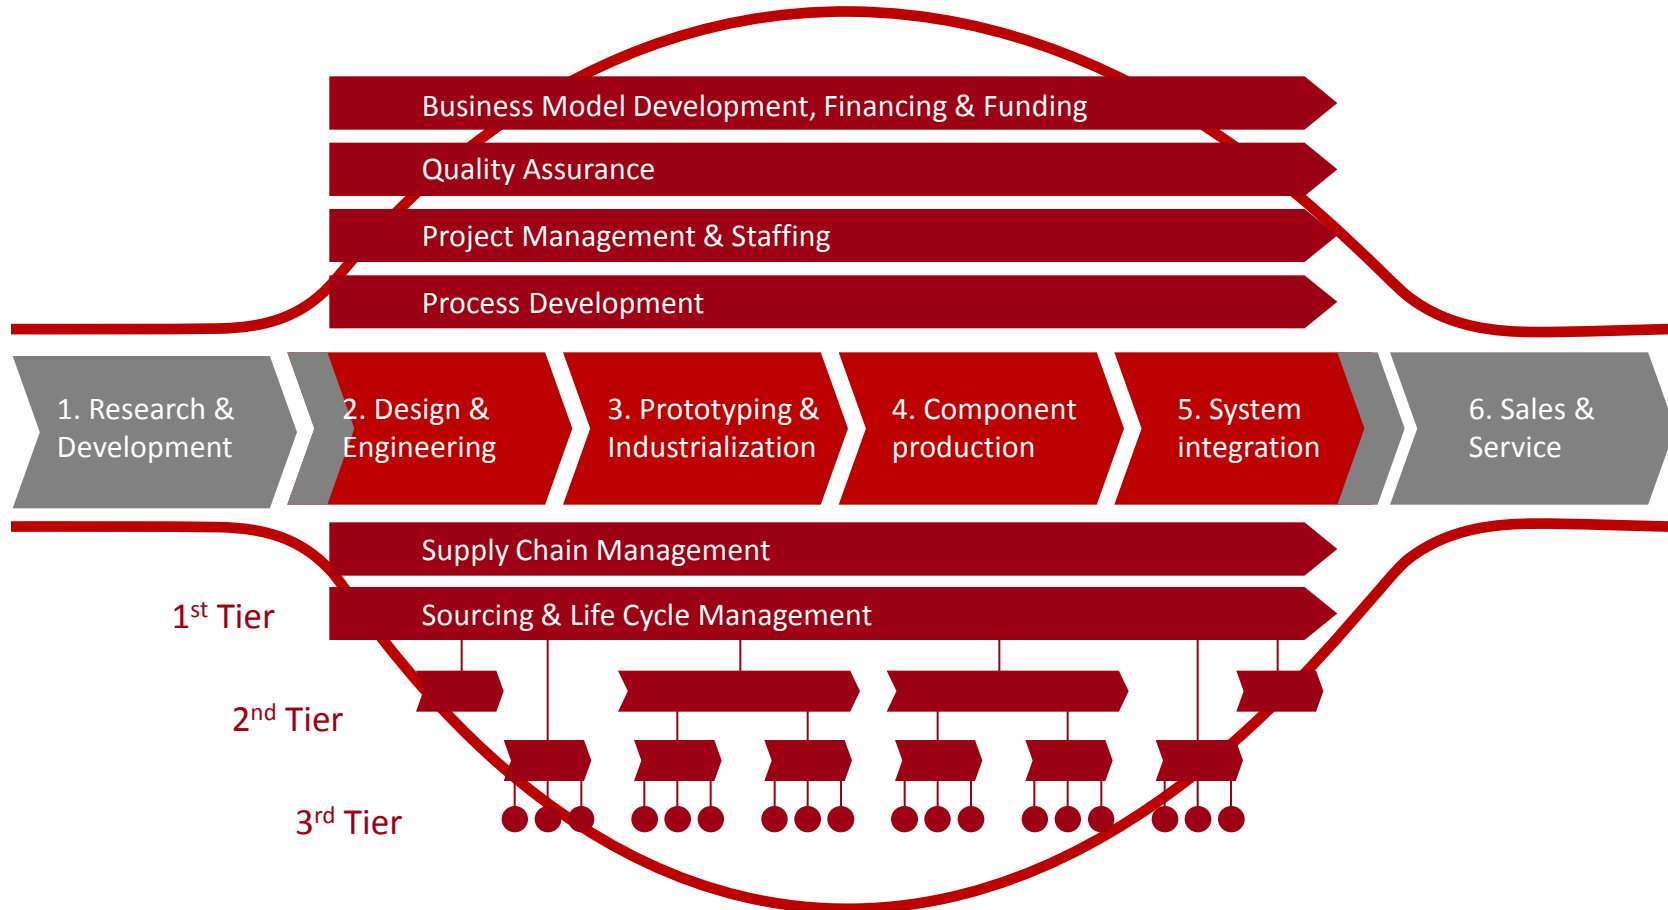 Business Model Development, Financing & Funding
Quality Assurance
Project Management & Staffing
Process Development
1. Research &
Development
2. Design &
Engineering
3. Prototyping &
Industrialization
4. Component
production
5. System
integration
6. Sales &
Service
Supply Chain Management
Sourcing & Life Cycle Management
1st Tier
2nd Tier
3rd Tier